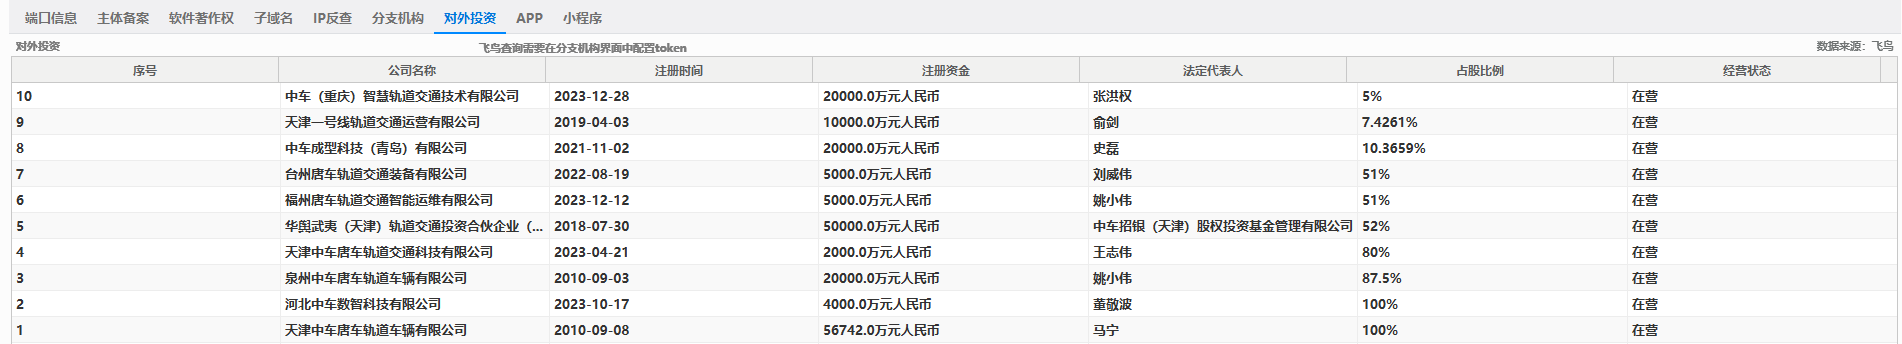 端口信息 主体备案 软件著作权 子域名 IP反查 分支机构 对外投资 APP 小程序
对外投资 飞鸟查询需要在分支机构界面中配置token 数据来源：飞鸟
序号 公司名称 注册时间 注册资金 法定代表人 占股比例 经营状态
10 中车（重庆）智慧轨道交通技术有限公司 2023-12-28 20000.0万元人民币 张洪权 5% 在营
9 天津一号线轨道交通运营有限公司 2019-04-03 10000.0万元人民币 俞剑 7.4261% 在营
8 中车成型科技（青岛）有限公司 2021-11-02 20000.0万元人民币 史磊 10.3659% 在营
7 台州唐车轨道交通装备有限公司 2022-08-19 5000.0万元人民币 刘威伟 51% 在营
6 福州唐车轨道交通智能运维有限公司 2023-12-12 5000.0万元人民币 姚小伟 51% 在营
5 华舆武夷（天津）轨道交通投资合伙企业（... 2018-07-30 50000.0万元人民币 中车招银（天津）股权投资基金管理有限公司 52% 在营
4 天津中车唐车轨道交通科技有限公司 2023-04-21 2000.0万元人民币 王志伟 80% 在营
3 泉州中车唐车轨道车辆有限公司 2010-09-03 20000.0万元人民币 姚小伟 87.5% 在营
2 河北中车数智科技有限公司 2023-10-17 4000.0万元人民币 董敬波 100% 在营
1 天津中车唐车轨道车辆有限公司 2010-09-08 56742.0万元人民币 马宁 100% 在营